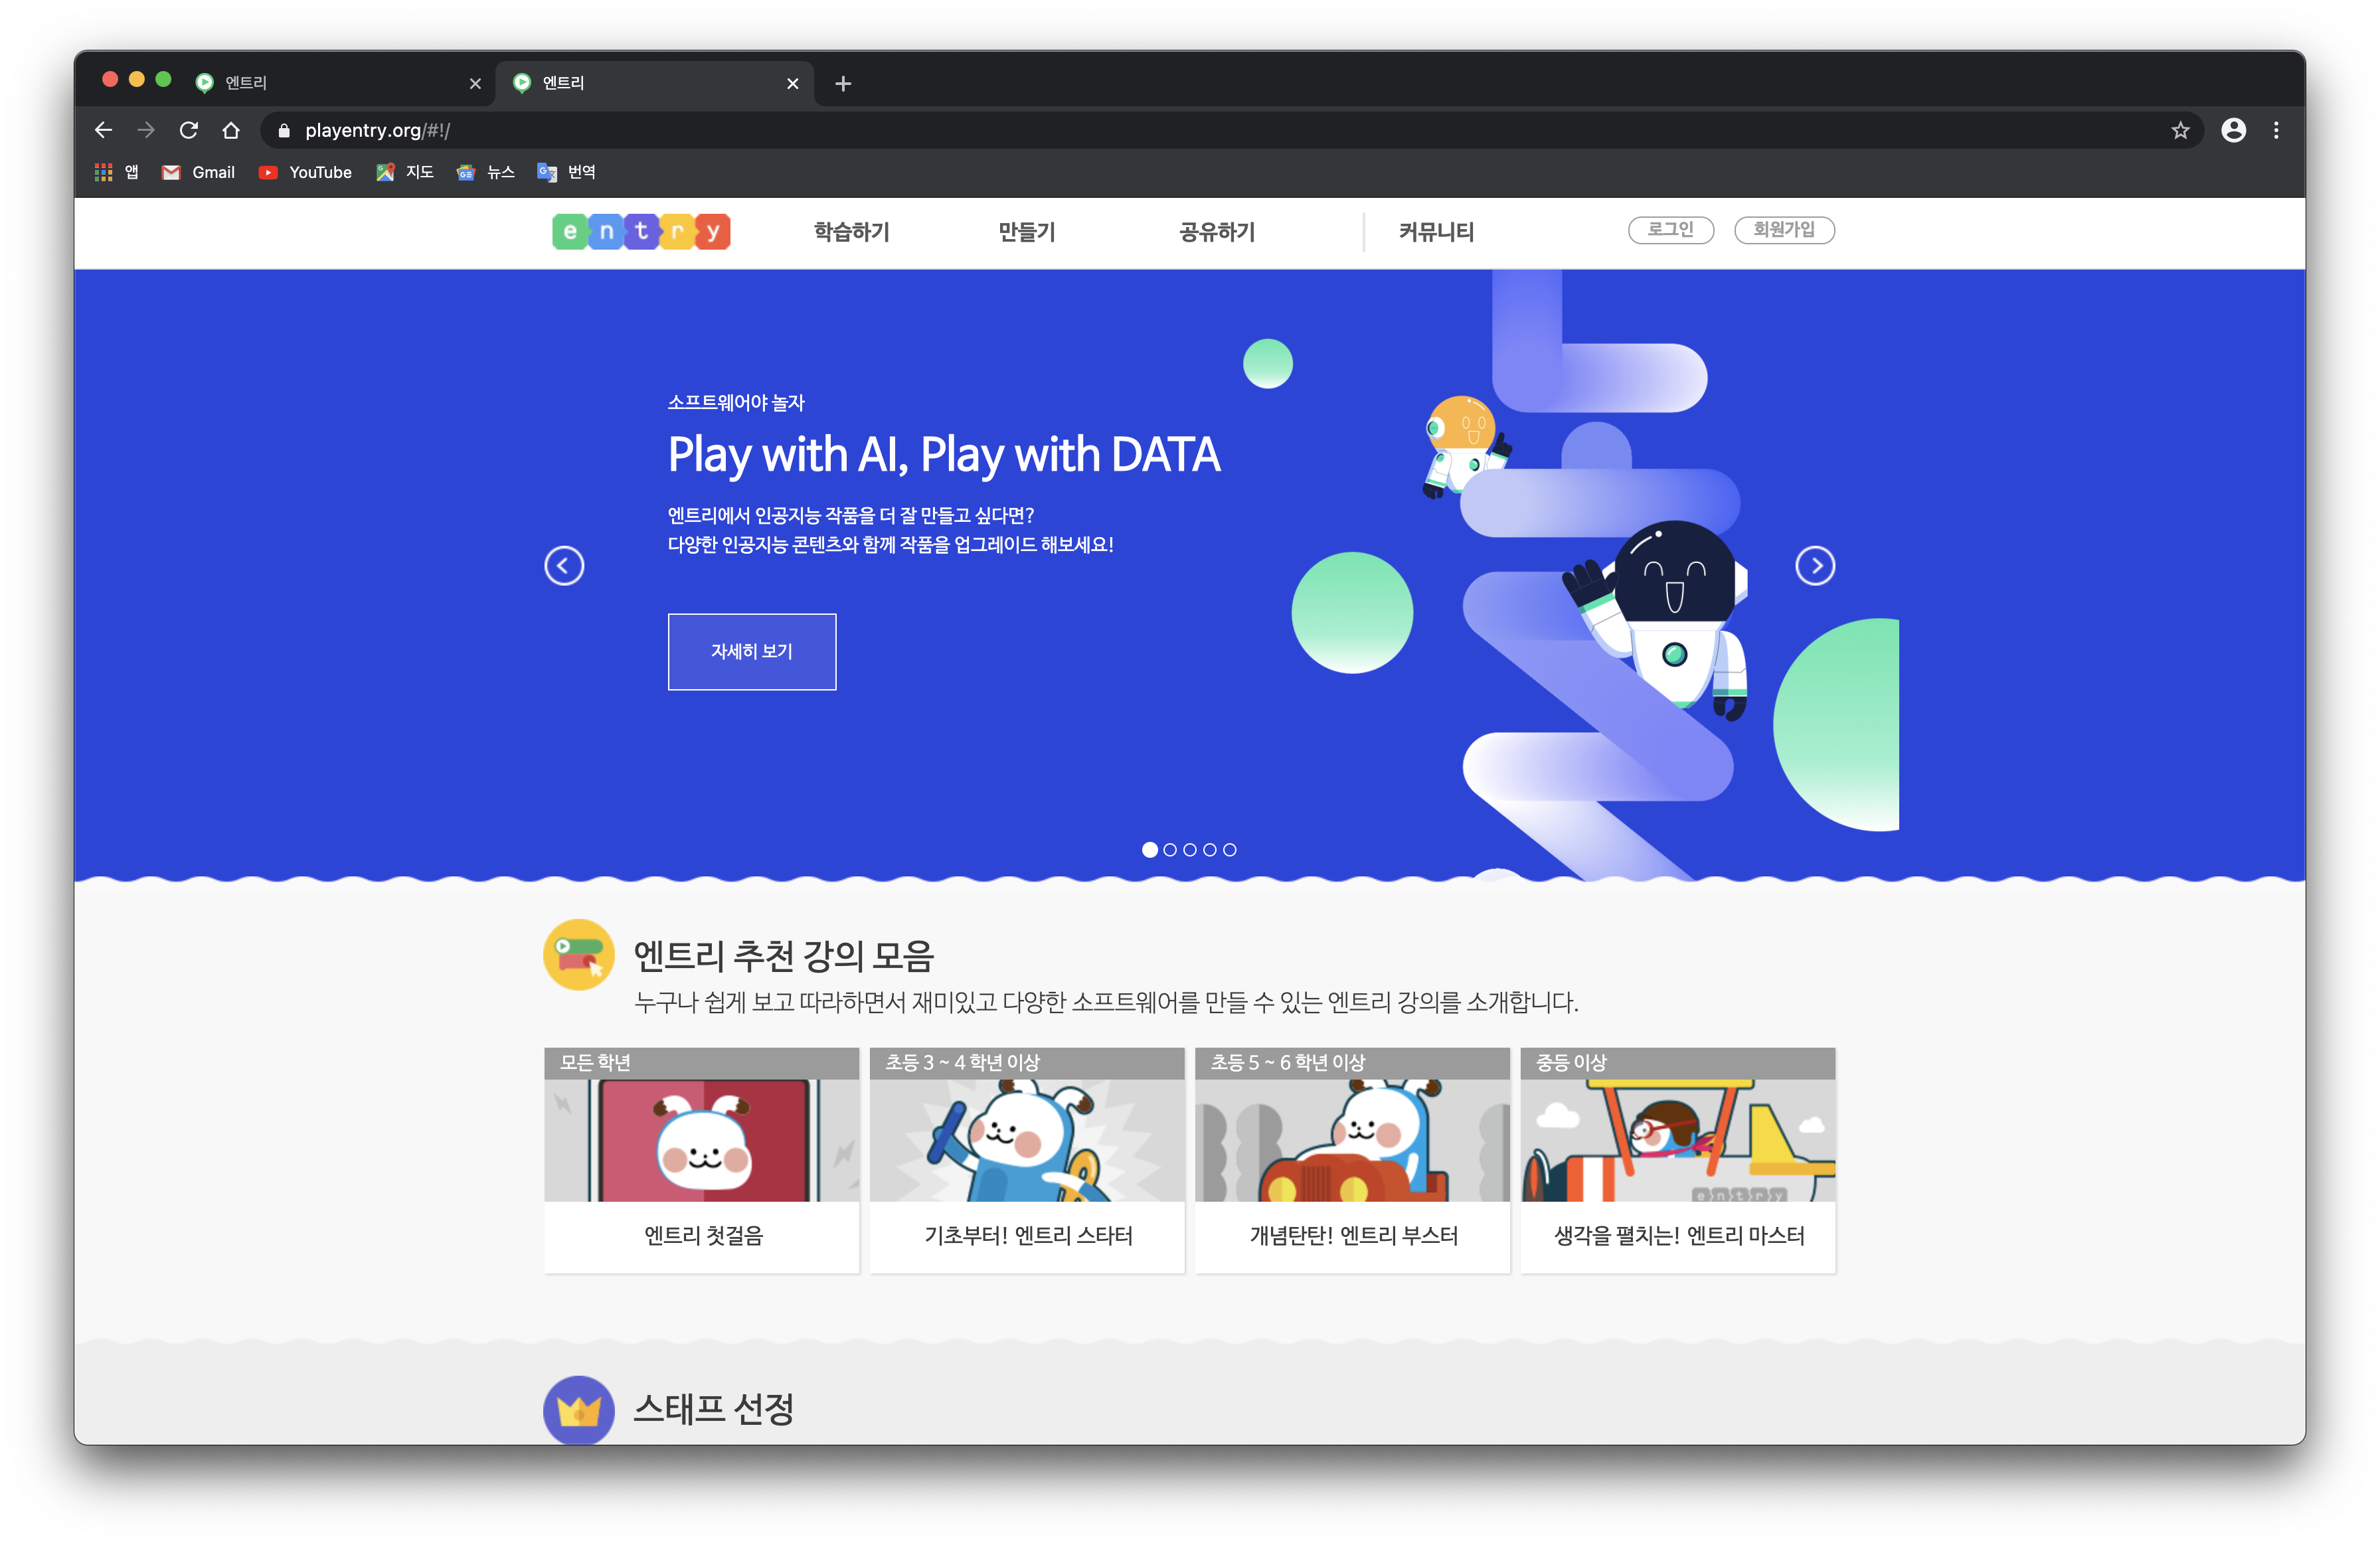 엔트리
엔트리
playentry.org/#!/
앱 Gmail YouTube 지도 뉴스 번역
entry 학습하기 만들기 공유하기 커뮤니티 로그인 회원가입
소프트웨어야 놀자
Play with AI, Play with DATA
엔트리에서 인공지능 작품을 더 잘 만들고 싶다면?
다양한 인공지능 콘텐츠와 함께 작품을 업그레이드 해보세요!
자세히 보기
엔트리 추천 강의 모음
누구나 쉽게 보고 따라하면서 재미있고 다양한 소프트웨어를 만들 수 있는 엔트리 강의를 소개합니다.
모든 학년
엔트리 첫걸음
초등 3 ~ 4 학년 이상
기초부터! 엔트리 스타터
초등 5 ~ 6 학년 이상
개념탄탄! 엔트리 부스터
중등 이상
entry
생각을 펼치는! 엔트리 마스터
스태프 선정